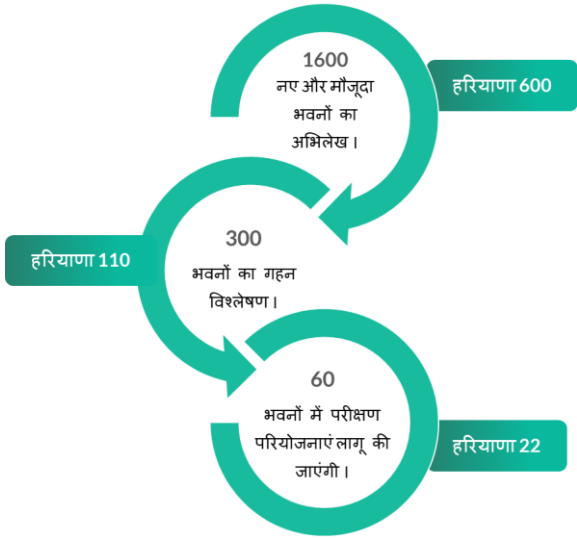 1600
नए और मौजूदा
भवनों का
अभिलेख ।
हरियाणा 600
300
भवनों का गहन
विश्लेषण ।
हरियाणा 110
60
भवनों में परीक्षण
परियोजनाएं लागू की
जाएंगी ।
हरियाणा 22